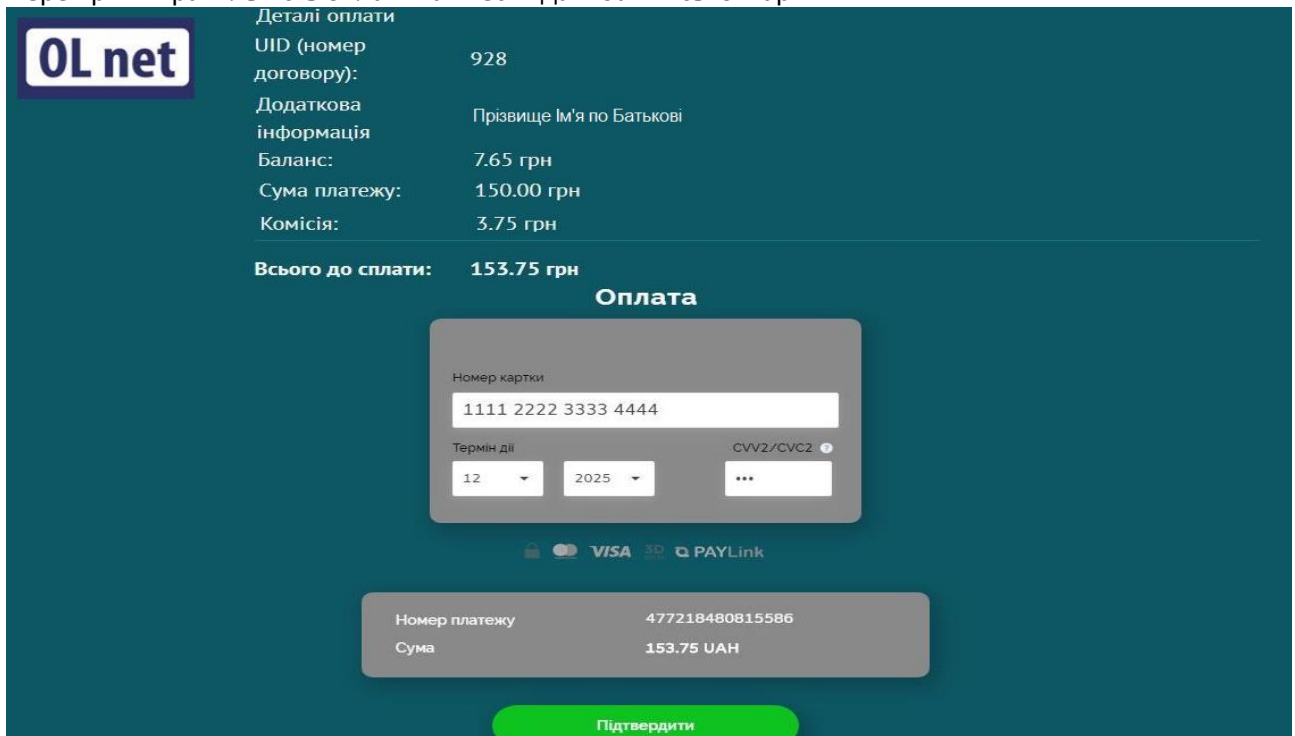 Деталі оплати
OL net
UID (номер договору): 928
Додаткова інформація Прізвище Ім'я по Батькові
Баланс: 7.65 грн
Сума платежу: 150.00 грн
Комісія: 3.75 грн
Всього до сплати: 153.75 грн
Оплата
Номер картки
1111 2222 3333 4444
Термін дії CVV2/CVC2 ?
12 2025 •••
VISA 3D PAYLink
Номер платежу 477218480815586
Сума 153.75 UAH
Підтвердити